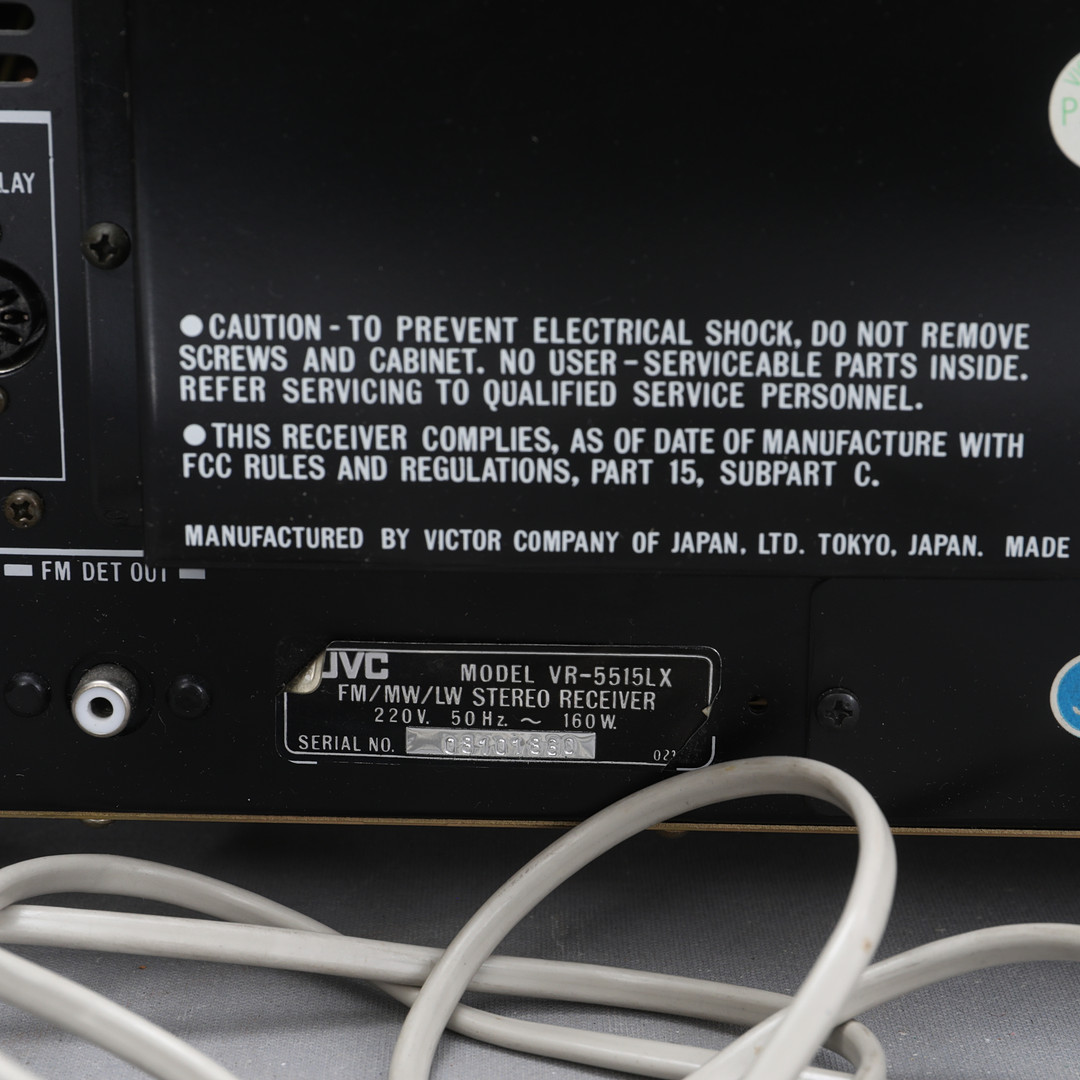 LAY
P
●CAUTION - TO PREVENT ELECTRICAL SHOCK, DO NOT REMOVE
SCREWS AND CABINET. NO USER-SERVICEABLE PARTS INSIDE.
REFER SERVICING TO QUALIFIED SERVICE PERSONNEL.
●THIS RECEIVER COMPLIES, AS OF DATE OF MANUFACTURE WITH
FCC RULES AND REGULATIONS, PART 15, SUBPART C.
MANUFACTURED BY VICTOR COMPANY OF JAPAN, LTD. TOKYO, JAPAN. MADE
FM DET OUT
JVC MODEL VR-5515LX
FM/MW/LW STEREO RECEIVER
220V. 50Hz. ~ 160W.
SERIAL NO.